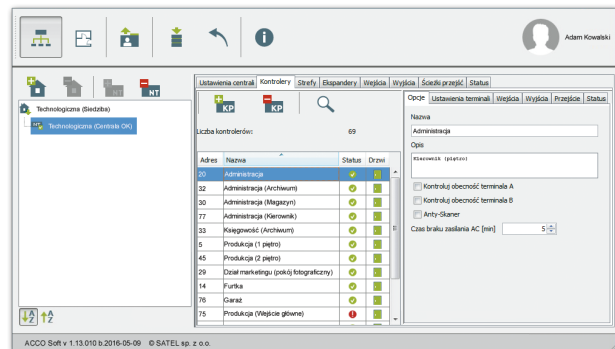 Adam Kowalski
NT
NT
Technologiczna (Siedziba)
NT Technologiczna (Centrala OK)
Ustawienia centrali Kontrolery Strefy Ekspandery Wejścia Wyjścia Ścieżki przejść Status
KP
KP
Liczba kontrolerów: 69
Adres Nazwa Status Drzwi
20 Administracja
32 Administracja (Archiwum)
30 Administracja (Magazyn)
77 Administracja (Kierownik)
33 Księgowość (Archiwum)
5 Produkcja (1 piętro)
45 Produkcja (2 piętro)
29 Dział marketingu (pokój fotograficzny)
14 Furtka
76 Garaż
75 Produkcja (Wejście główne)
Opcje Ustawienia terminali Wejścia Wyjścia Przejście Status
Nazwa
Administracja
Opis
Kierownik (piętro)
Kontroluj obecność terminala A
Kontroluj obecność terminala B
Anty-Skaner
Czas braku zasilania AC [min] 5
A Z
A Z
ACCO Soft v 1.13.010 b.2016-05-09 © SATEL sp. z o.o.